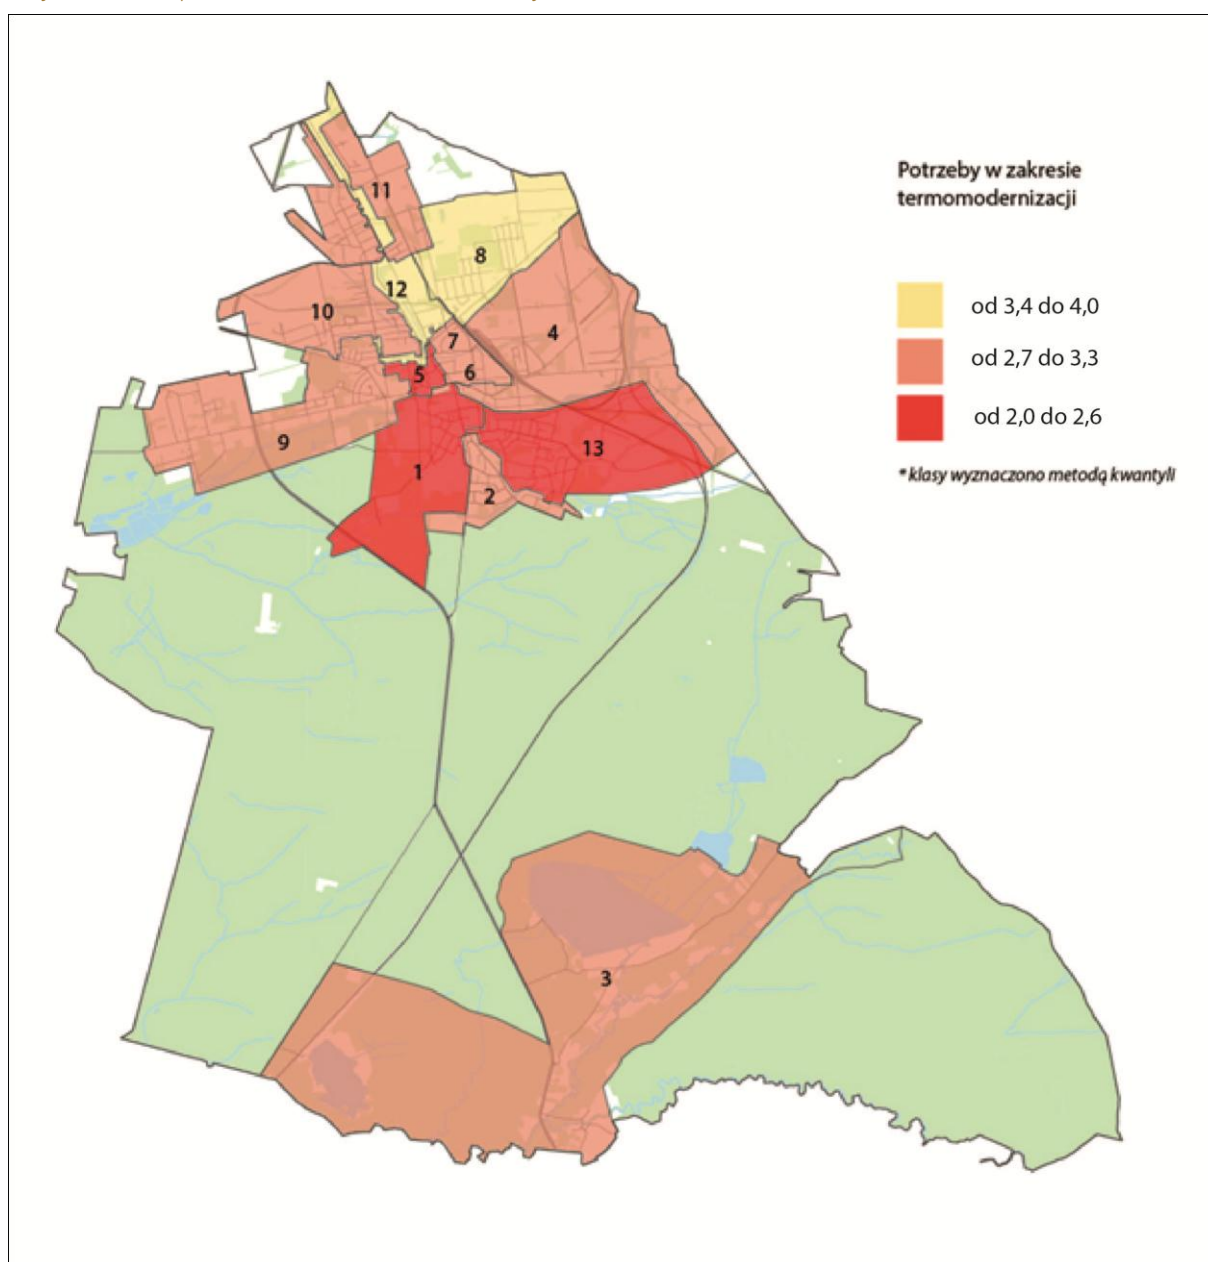 Potrzeby w zakresie
termomodernizacji
od 3,4 do 4,0
od 2,7 do 3,3
od 2,0 do 2,6
* klasy wyznaczono metodą kwantyli
11
8
12
10
4
7
5
6
9
13
1
2
3